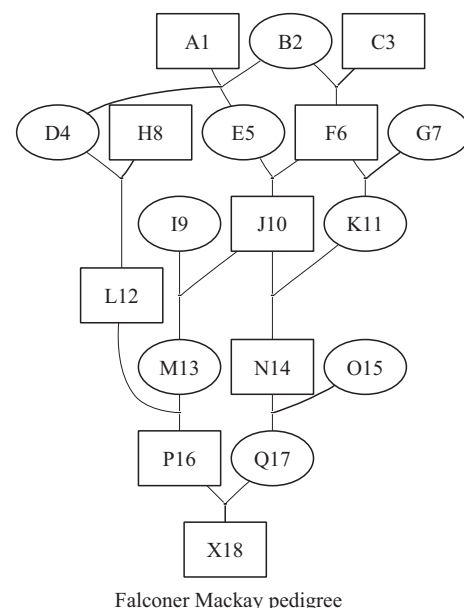 A1 B2 C3
D4 H8 E5 F6 G7
I9 J10 K11
L12
M13 N14 O15
P16 Q17
X18
Falconer Mackay pedigree